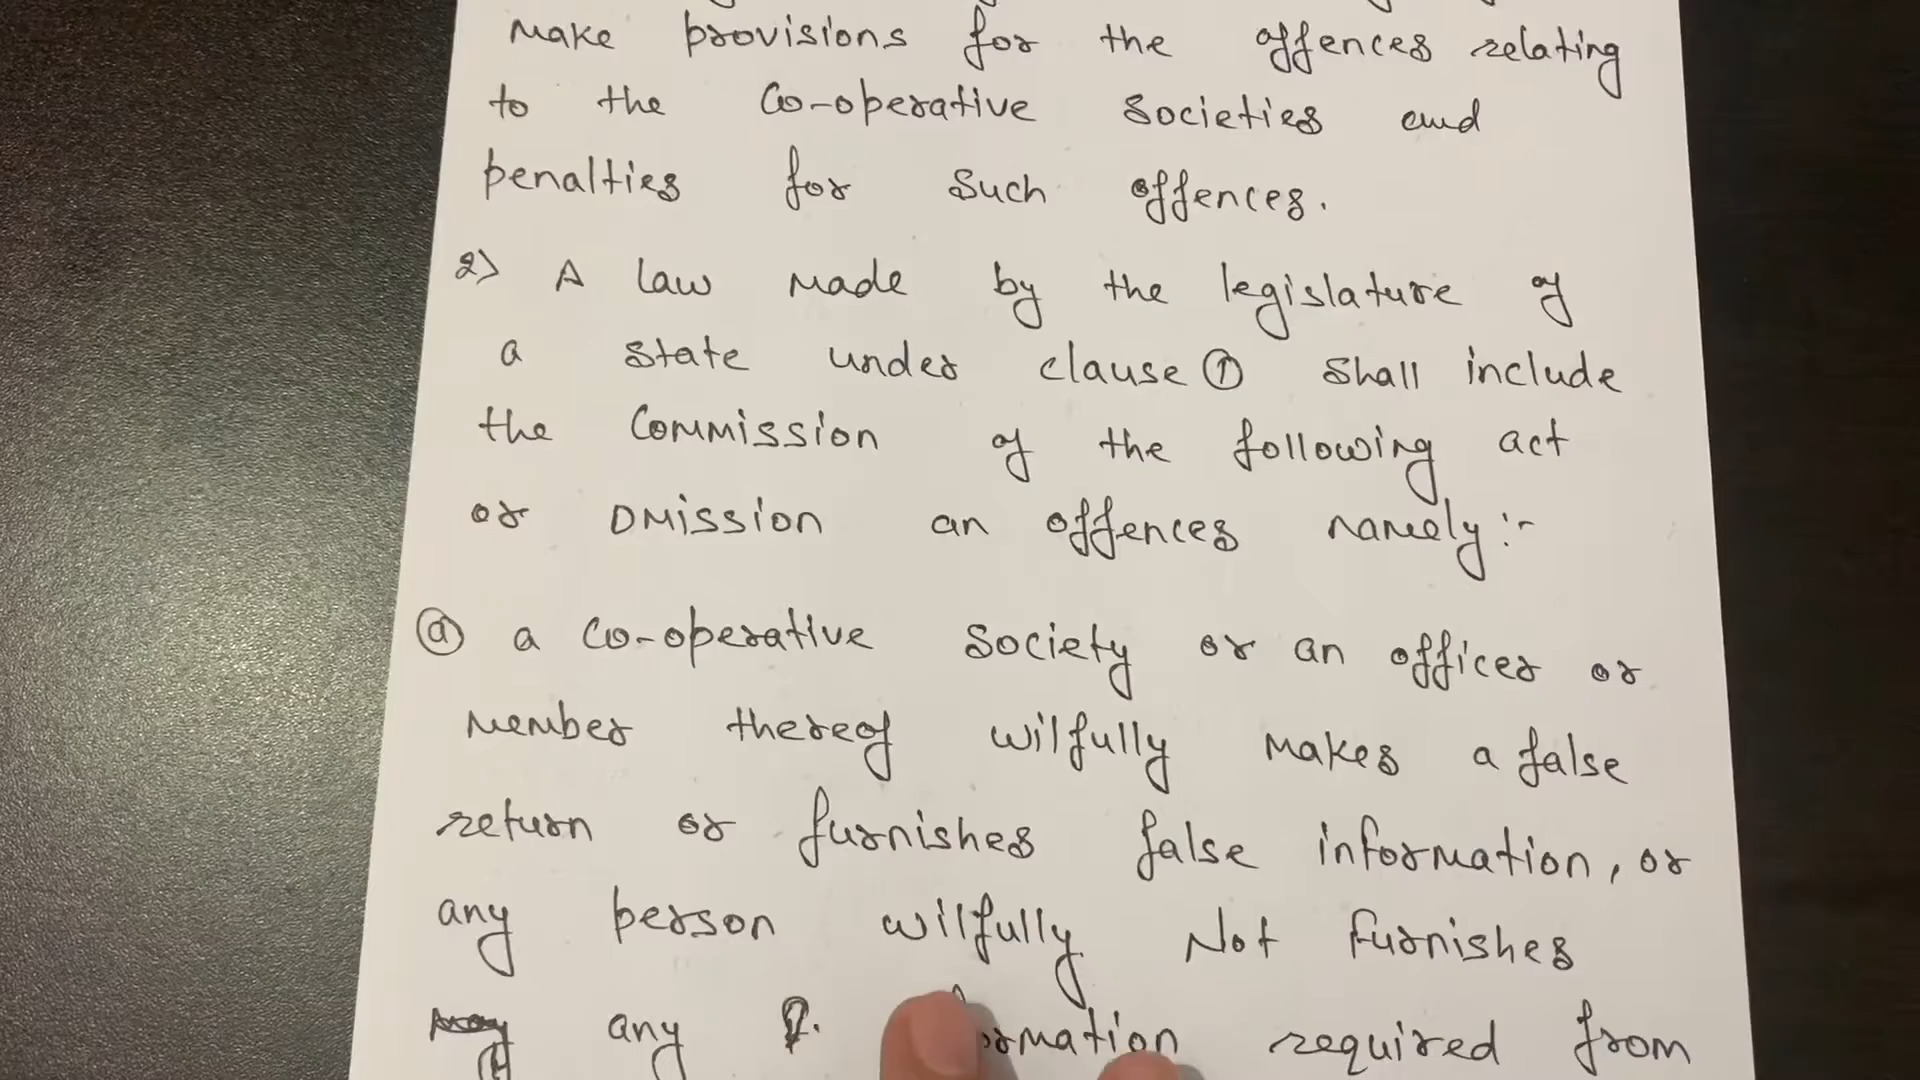 make provisions for the offences relating
to the Co-operative societies and
penalties for such offences.
2) A law made by the legislature of
a state under clause ① shall include
the Commission of the following act
or omission an offences namely:-
ⓐ a co-operative society or an officer or
member thereof wilfully makes a false
return or furnishes false information, or
any person wilfully not furnishes
any required from